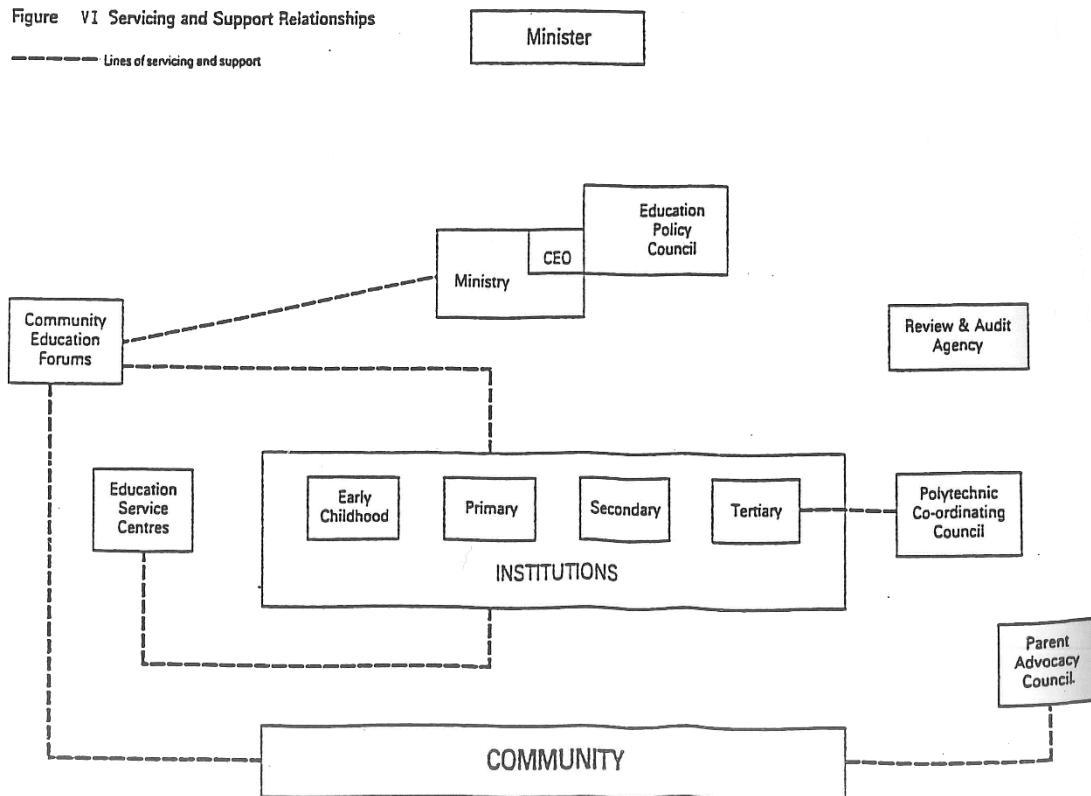 Figure VI Servicing and Support Relationships
Lines of servicing and support
Minister
Education
Policy
Council
CEO
Ministry
Community
Education
Forums
Review & Audit
Agency
Education
Service
Centres
Early
Childhood
Primary
Secondary
Tertiary
Polytechnic
Co-ordinating
Council
INSTITUTIONS
Parent
Advocacy
Council.
COMMUNITY